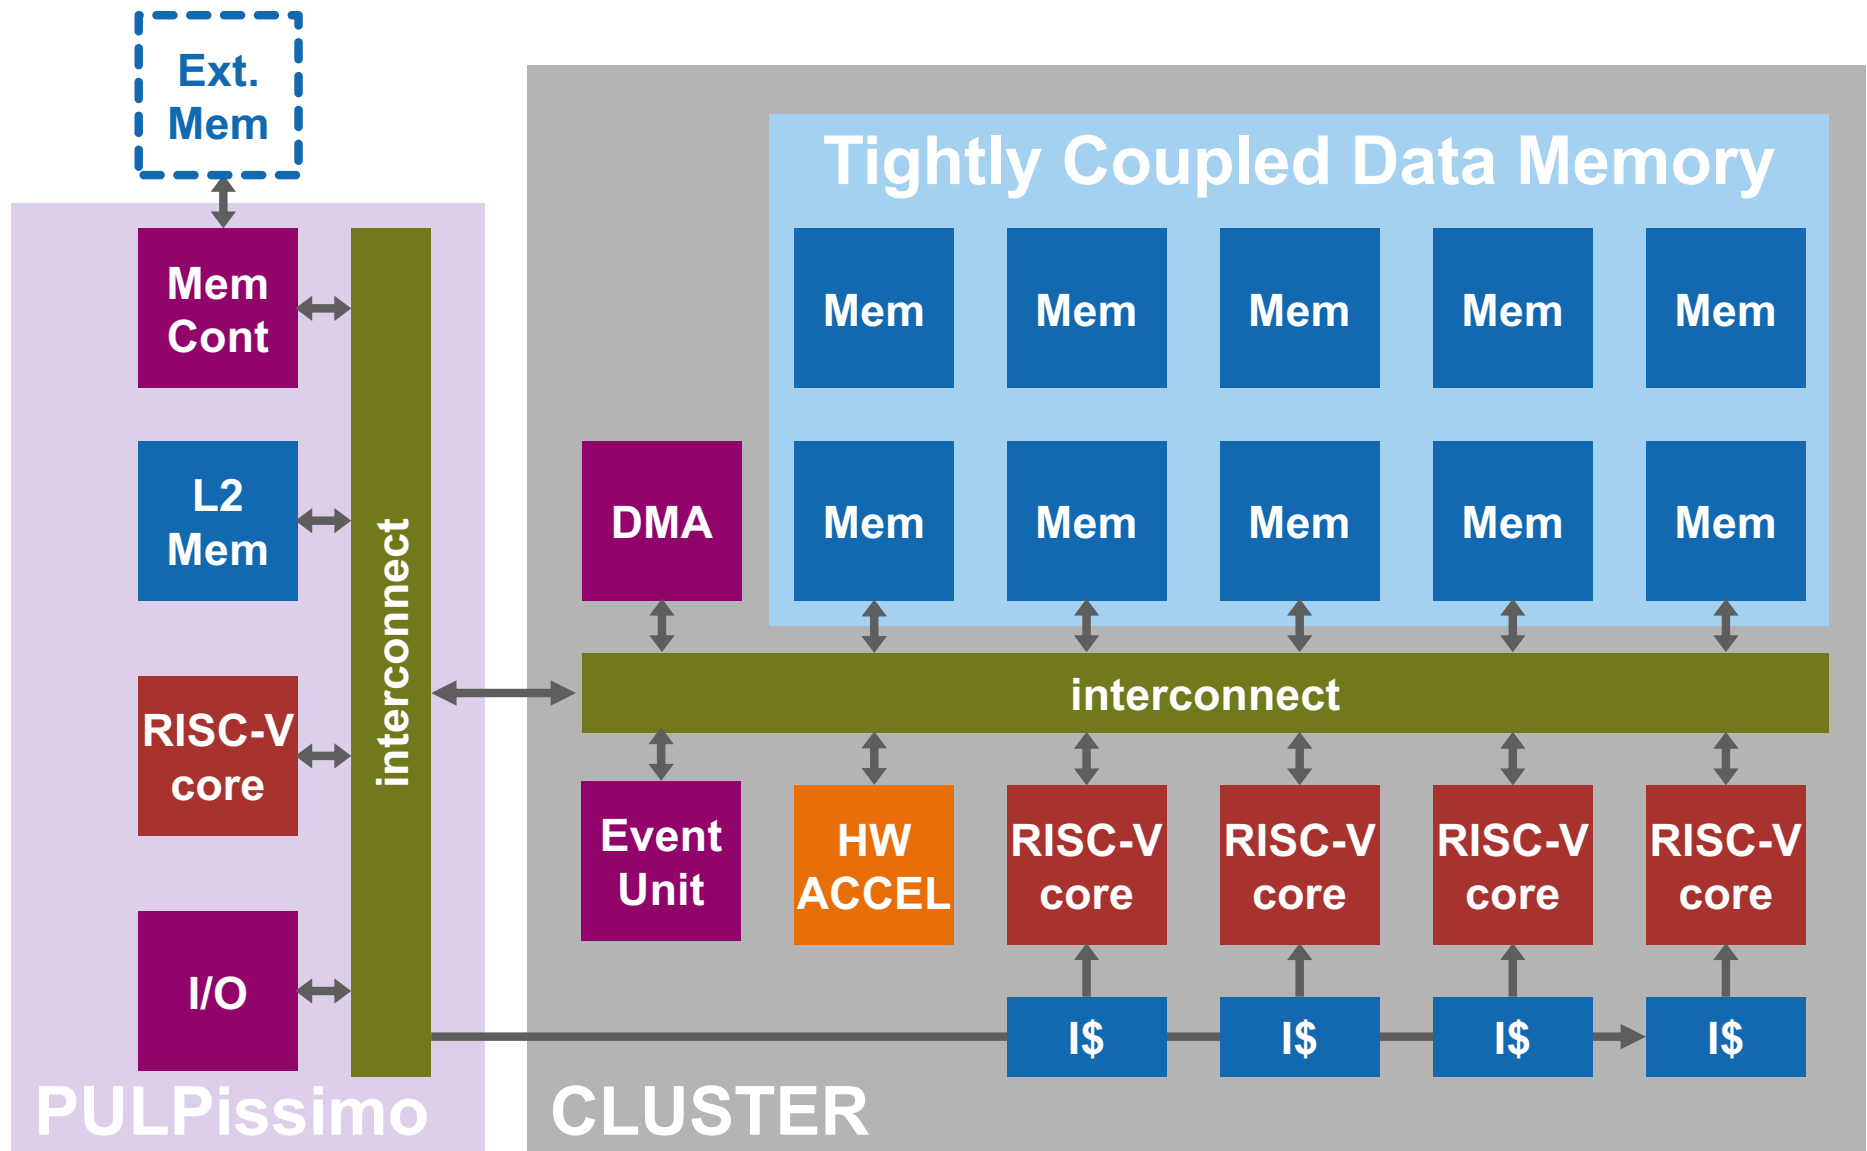 Ext.
Mem
Mem
Cont
L2
Mem
RISC-V
core
I/O
interconnect
PULPissimo
Tightly Coupled Data Memory
Mem
Mem
Mem
Mem
Mem
DMA
Mem
Mem
Mem
Mem
Mem
interconnect
Event
Unit
HW
ACCEL
RISC-V
core
RISC-V
core
RISC-V
core
RISC-V
core
I$
I$
I$
I$
CLUSTER